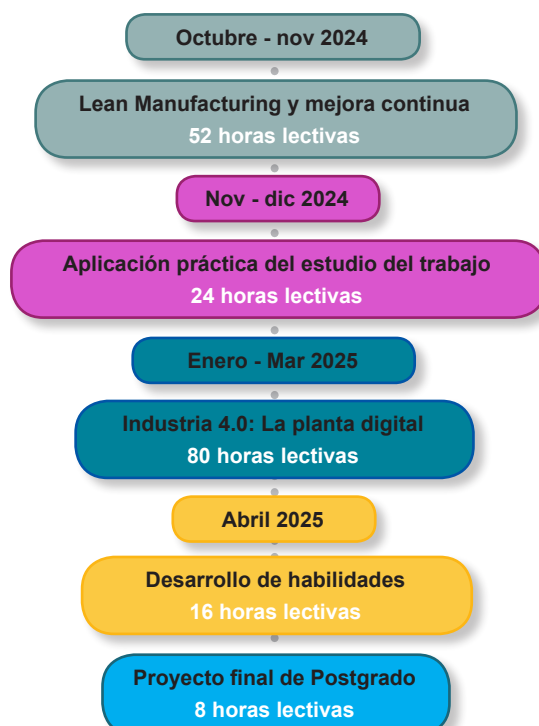 Octubre - nov 2024
Lean Manufacturing y mejora continua
52 horas lectivas
Nov - dic 2024
Aplicación práctica del estudio del trabajo
24 horas lectivas
Enero - Mar 2025
Industria 4.0: La planta digital
80 horas lectivas
Abril 2025
Desarrollo de habilidades
16 horas lectivas
Proyecto final de Postgrado
8 horas lectivas